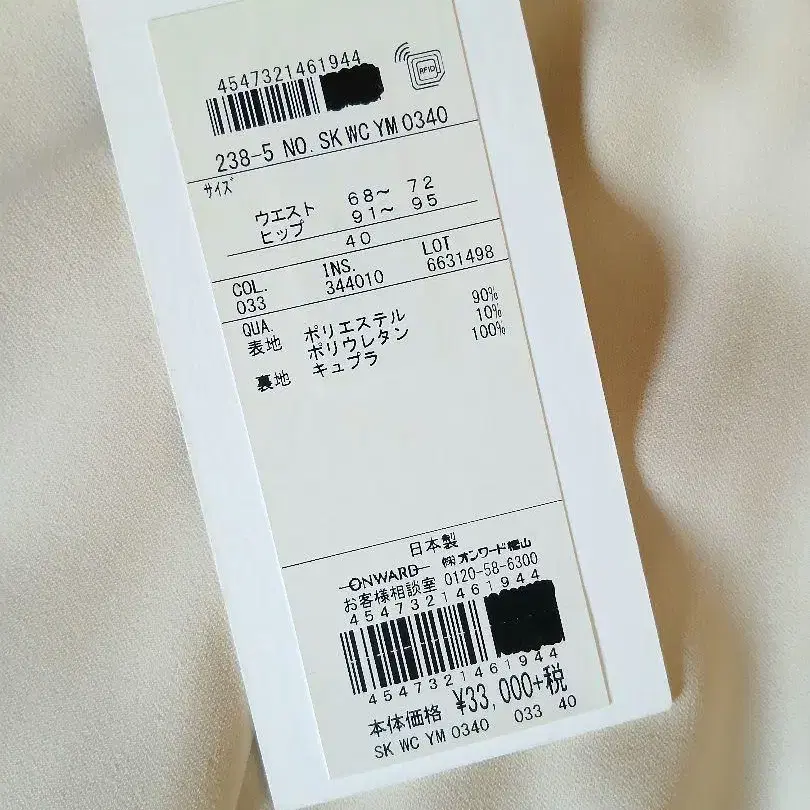 4547321461944
RFID
238-5 NO. SK WC YM 0340
サイズ
ウエスト 68〜 72
ヒップ 91〜 95
40
COL. INS. LOT
033 344010 6631498
QUA.
表地 ポリエステル 90%
ポリウレタン 10%
裏地 キュプラ 100%
日本製
ONWARD ㈱オンワード樫山
お客様相談室 0120-58-6300
4547321461944
4547321461944
本体価格 ¥33,000+税
SK WC YM 0340 033 40